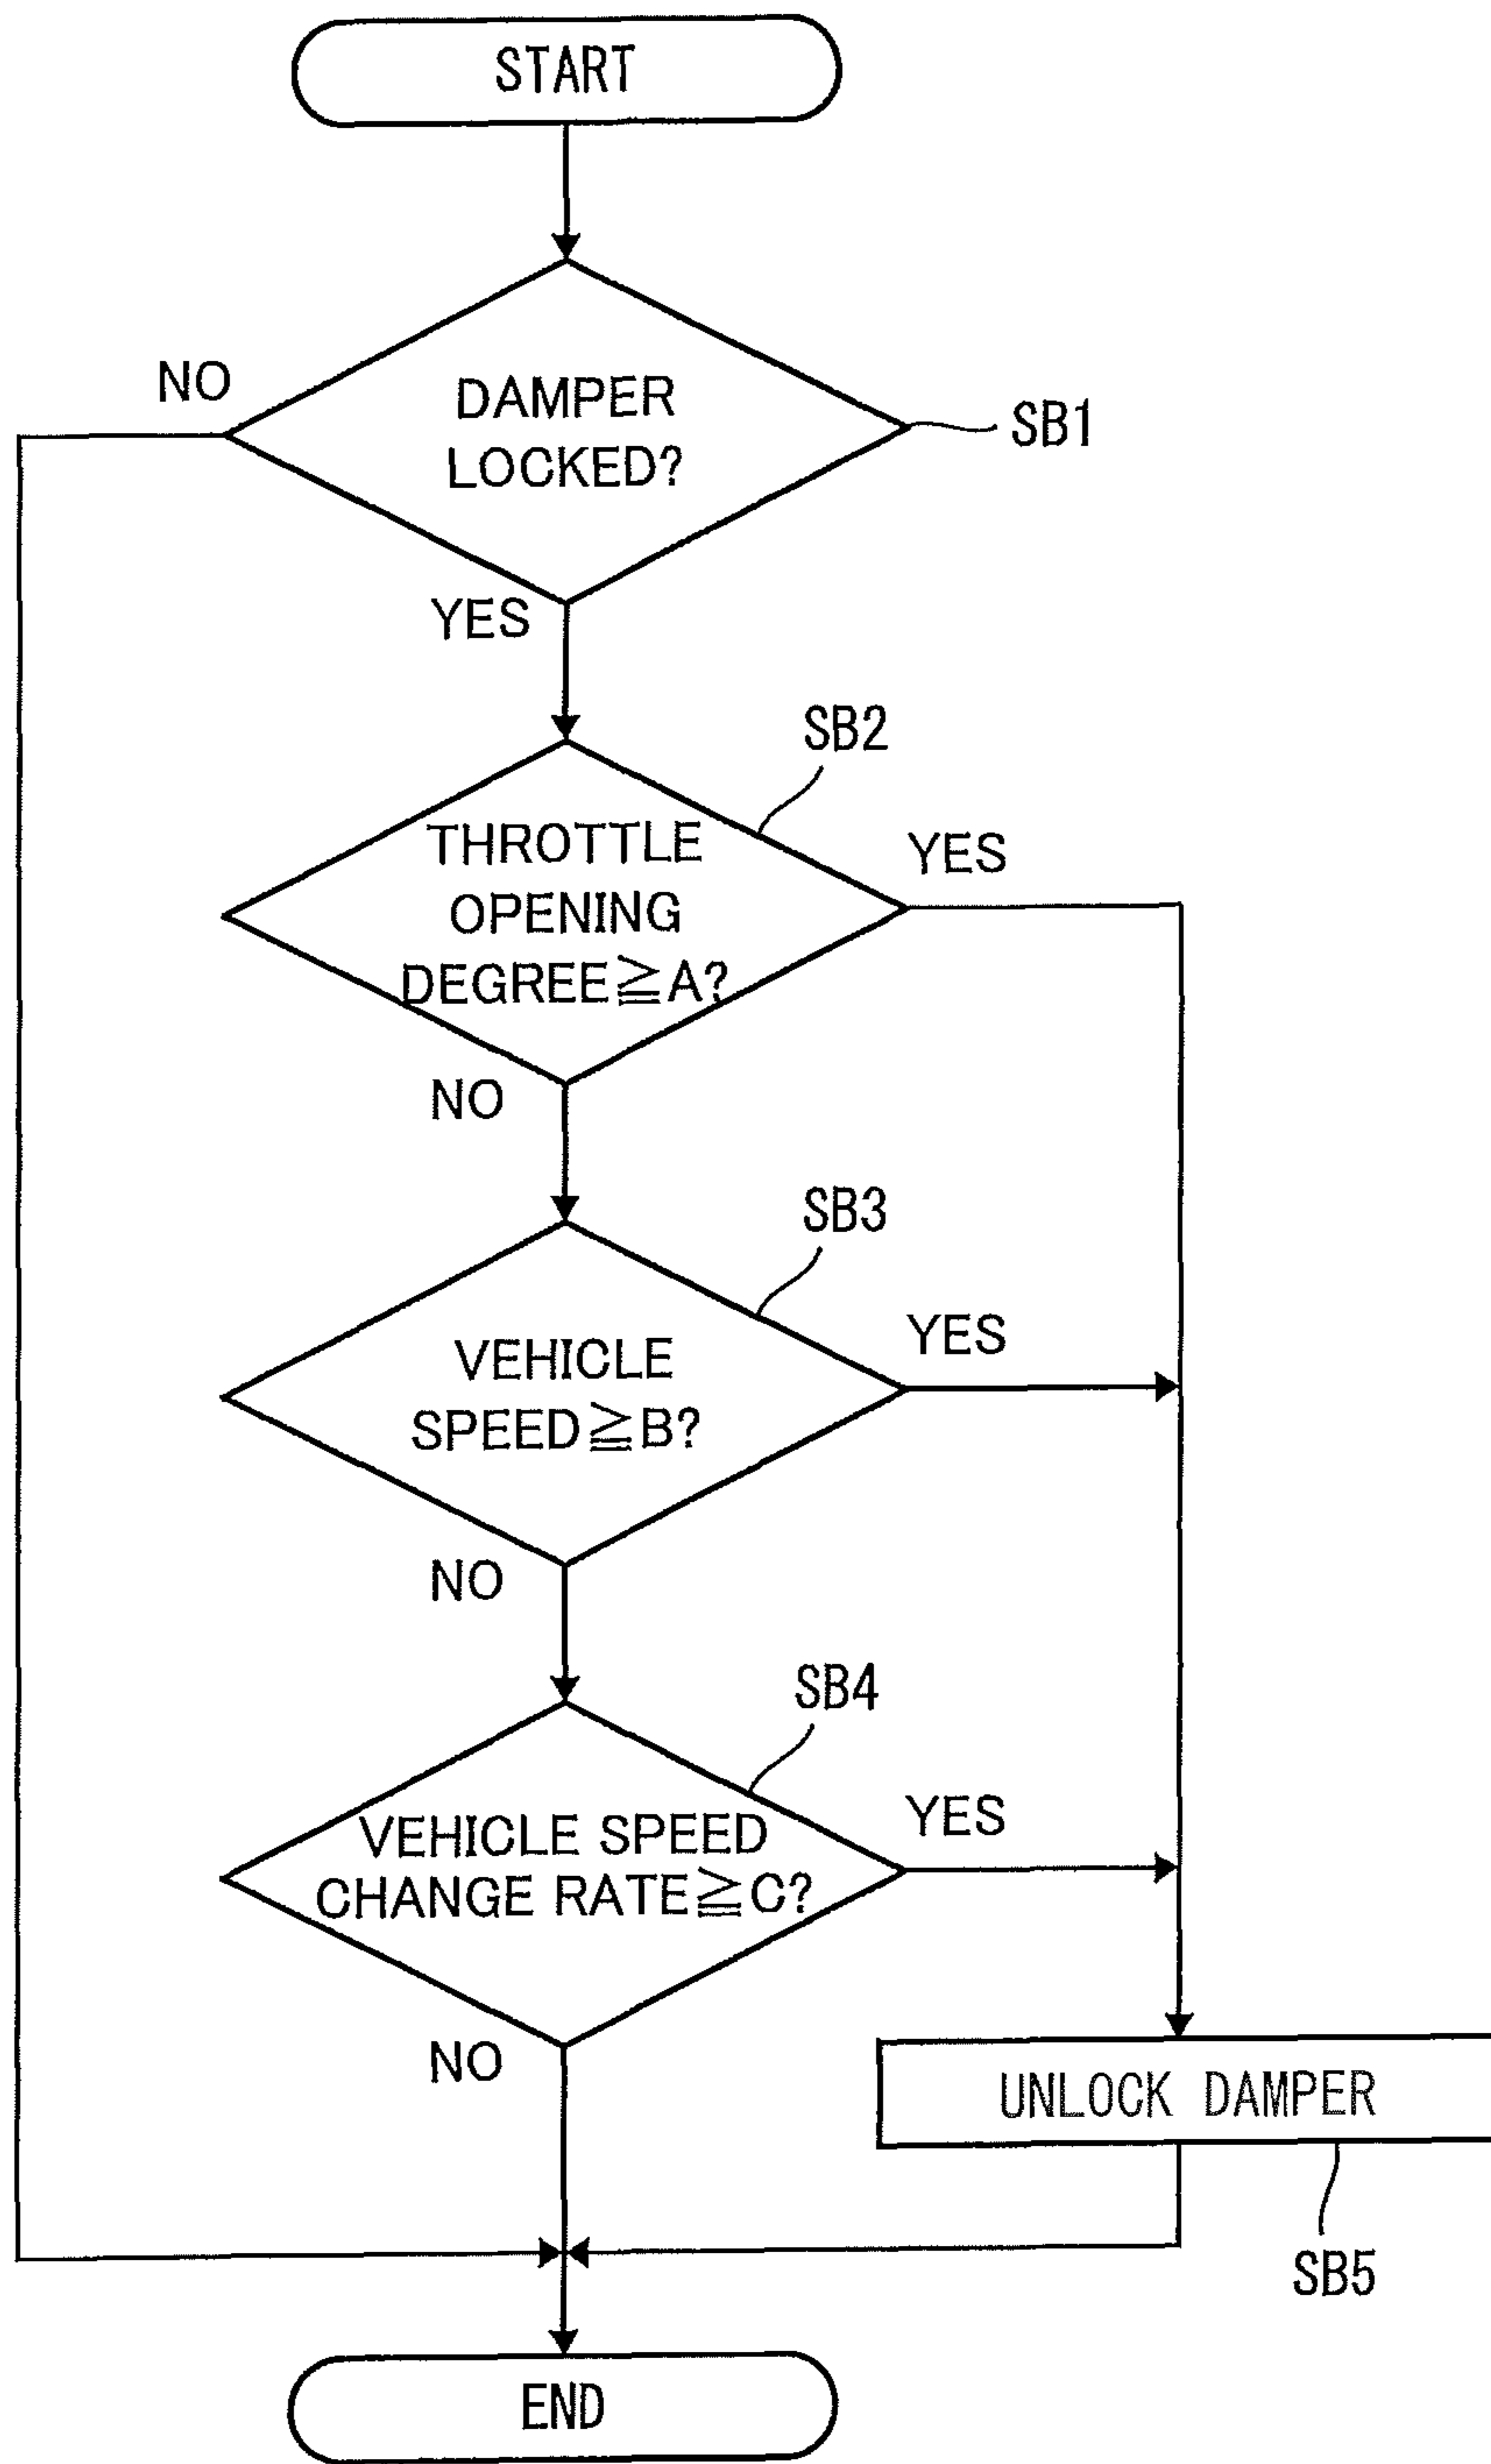 START
NO
DAMPER
LOCKED?
SB1
YES
SB2
THROTTLE
OPENING
DEGREE≧A?
YES
NO
SB3
VEHICLE
SPEED≧B?
YES
NO
SB4
VEHICLE SPEED
CHANGE RATE≧C?
YES
NO
UNLOCK DAMPER
SB5
END